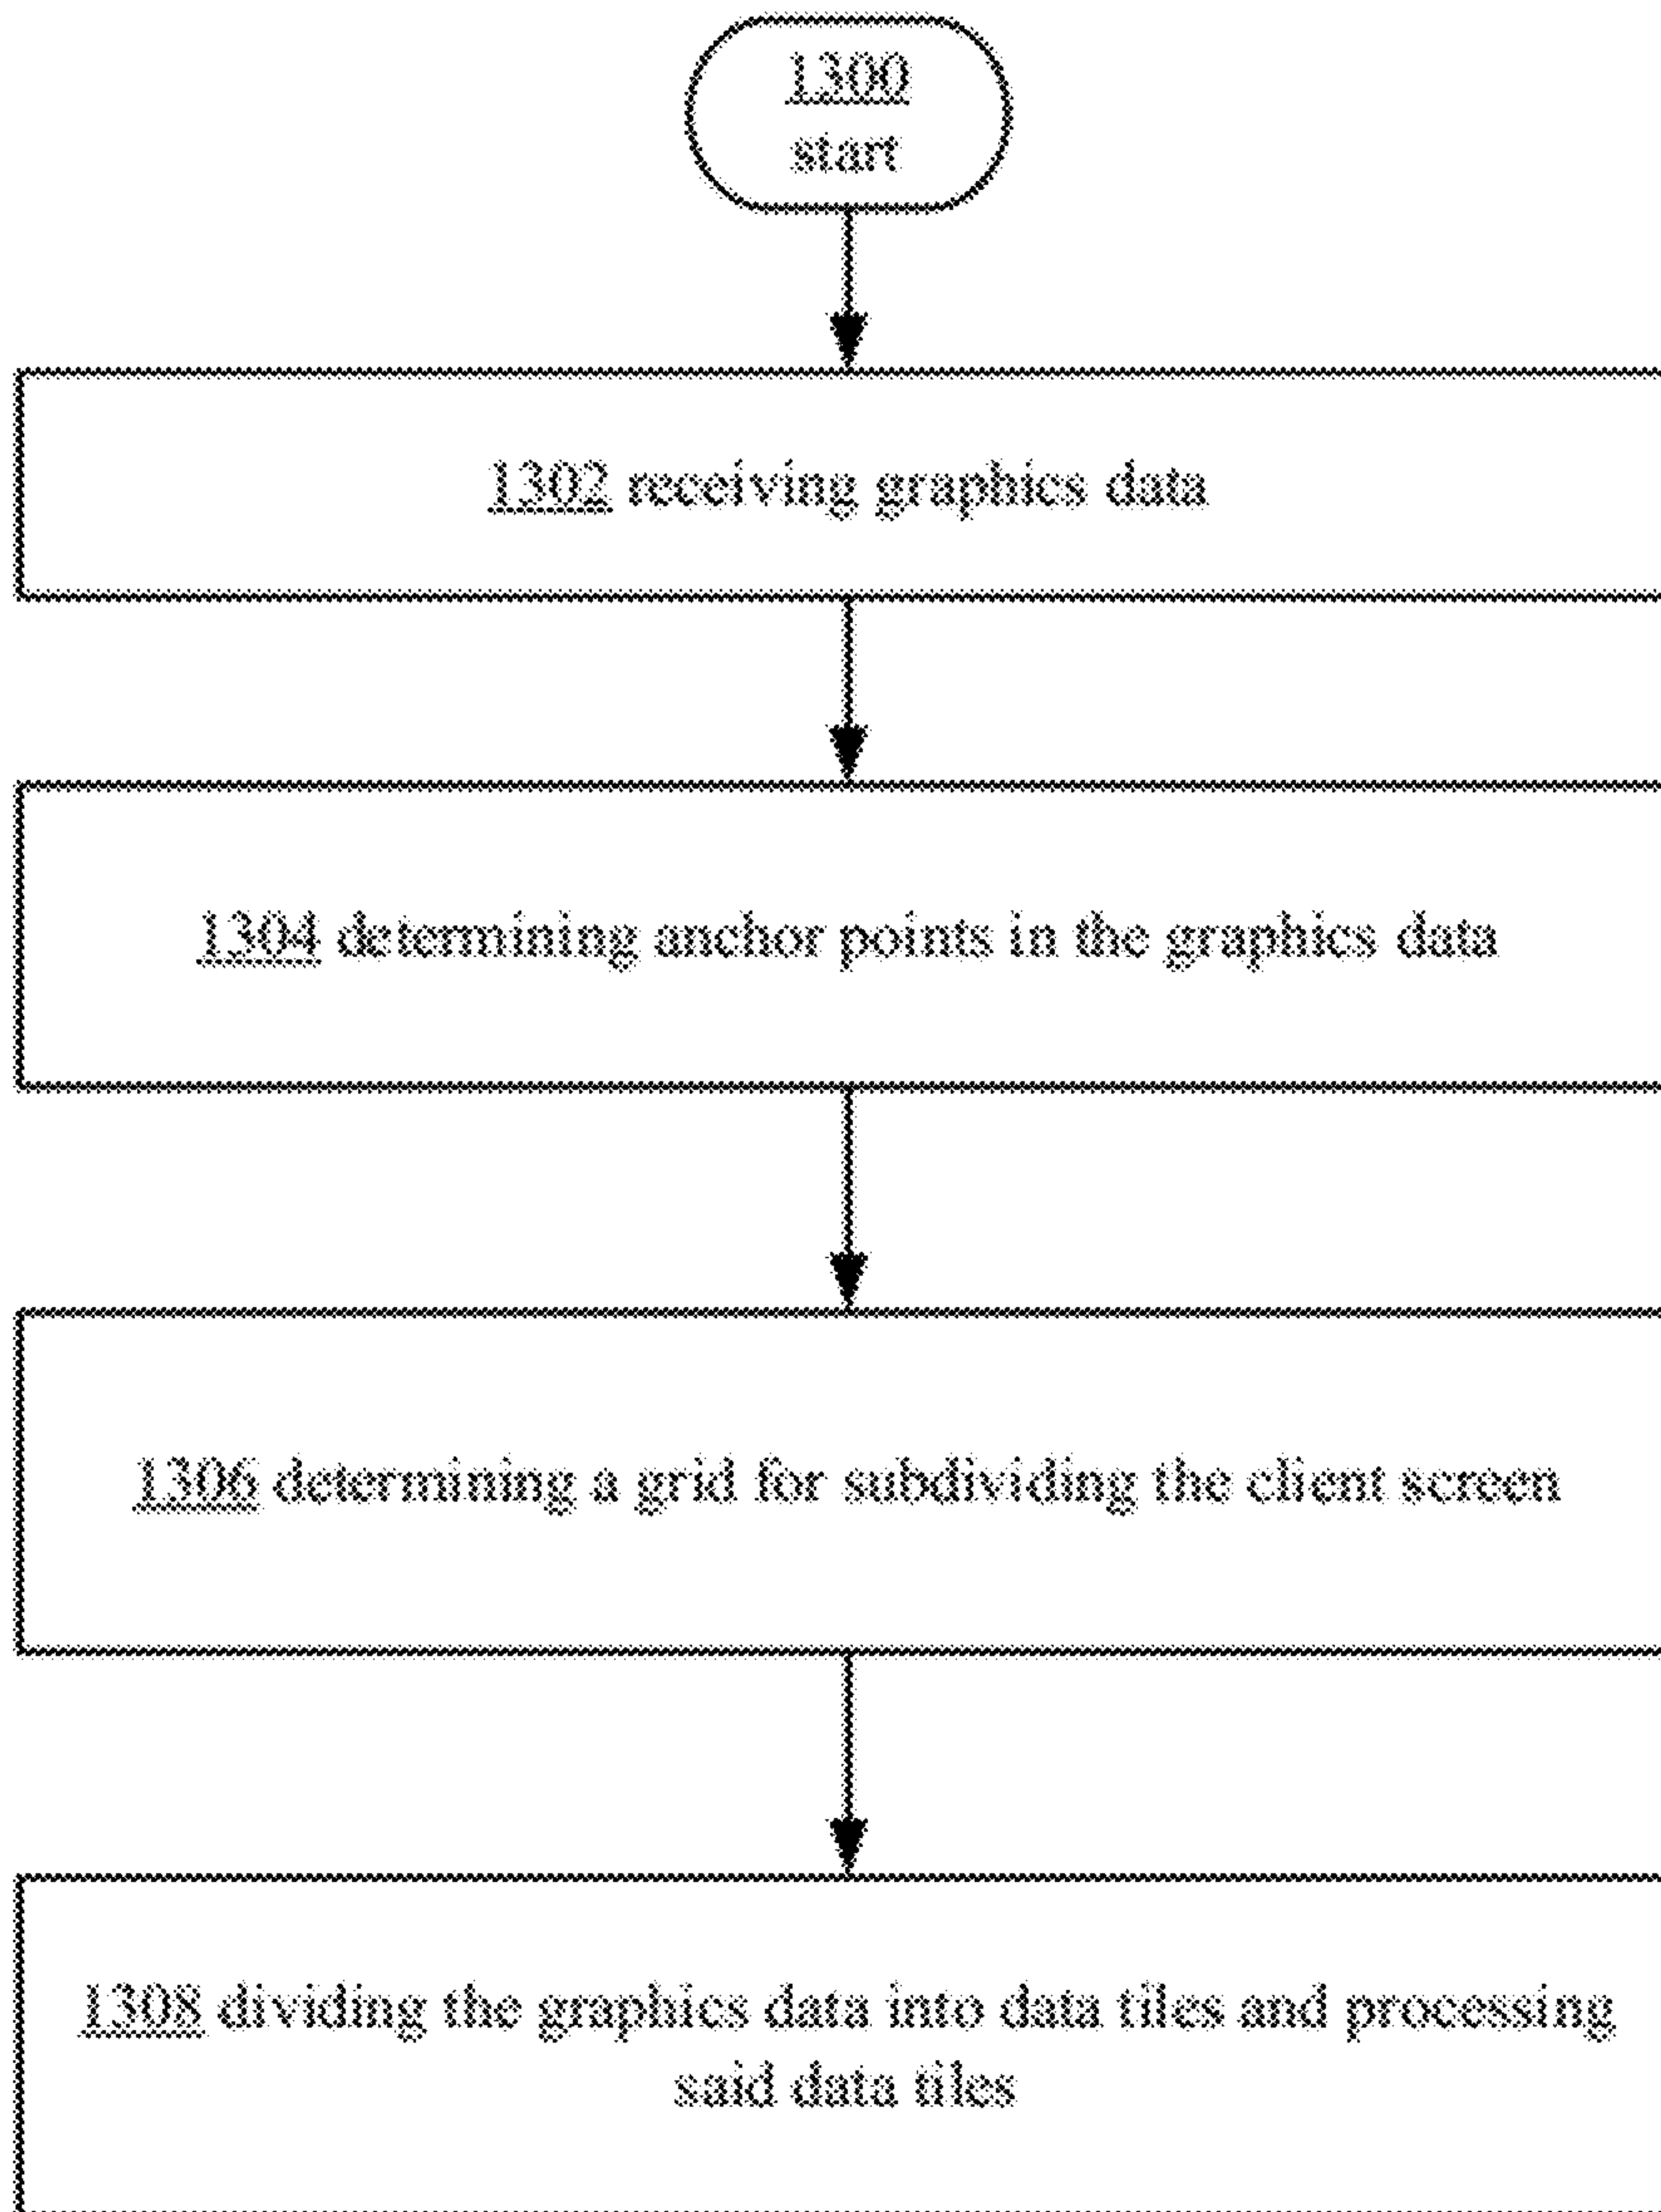 1300
start
1302 receiving graphics data
1304 determining anchor points in the graphics data
1306 determining a grid for subdividing the client screen
1308 dividing the graphics data into data tiles and processing
said data tiles